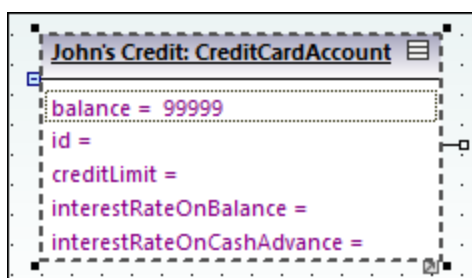 John's Credit: CreditCardAccount
balance = 99999
id =
creditLimit =
interestRateOnBalance =
interestRateOnCashAdvance =